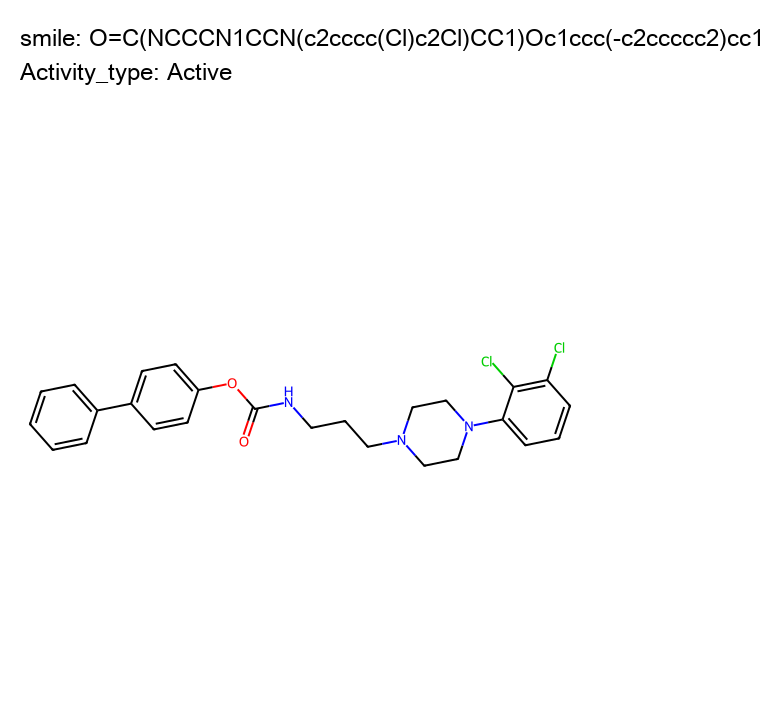 smile: O=C(NCCCN1CCN(c2cccc(Cl)c2Cl)CC1)Oc1ccc(-c2ccccc2)cc1
Activity_type: Active
Cl
Cl
O
H
N
O
N
N